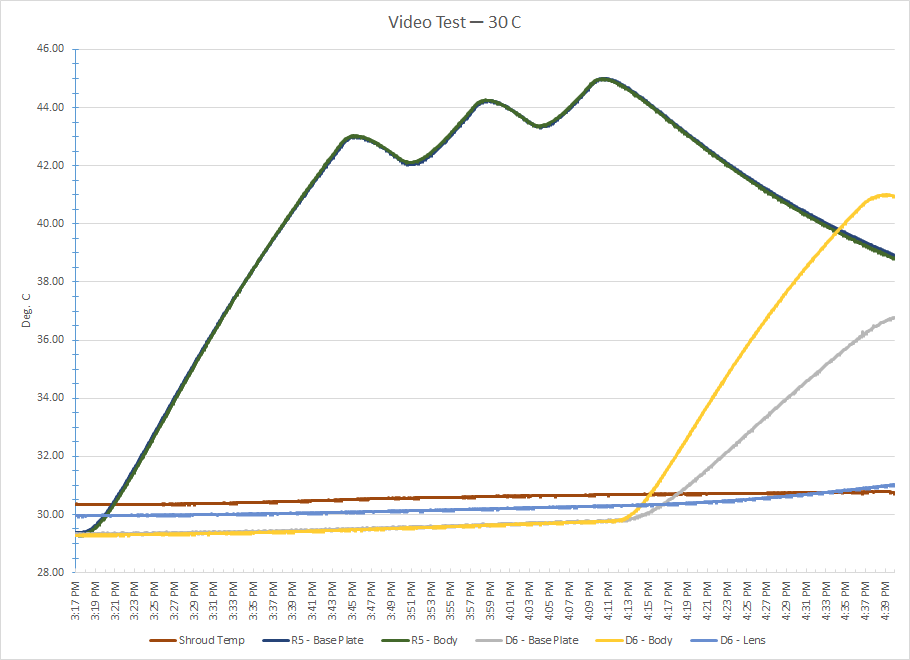 Video Test — 30 C
46.00
44.00
42.00
40.00
38.00
36.00
34.00
32.00
30.00
28.00
Deg. C
3:17 PM
3:19 PM
3:21 PM
3:23 PM
3:25 PM
3:27 PM
3:29 PM
3:31 PM
3:33 PM
3:35 PM
3:37 PM
3:39 PM
3:41 PM
3:43 PM
3:45 PM
3:47 PM
3:49 PM
3:51 PM
3:53 PM
3:55 PM
3:57 PM
3:59 PM
4:01 PM
4:03 PM
4:05 PM
4:07 PM
4:09 PM
4:11 PM
4:13 PM
4:15 PM
4:17 PM
4:19 PM
4:21 PM
4:23 PM
4:25 PM
4:27 PM
4:29 PM
4:31 PM
4:33 PM
4:35 PM
4:37 PM
4:39 PM
Shroud Temp R5 - Base Plate R5 - Body D6 - Base Plate D6 - Body D6 - Lens